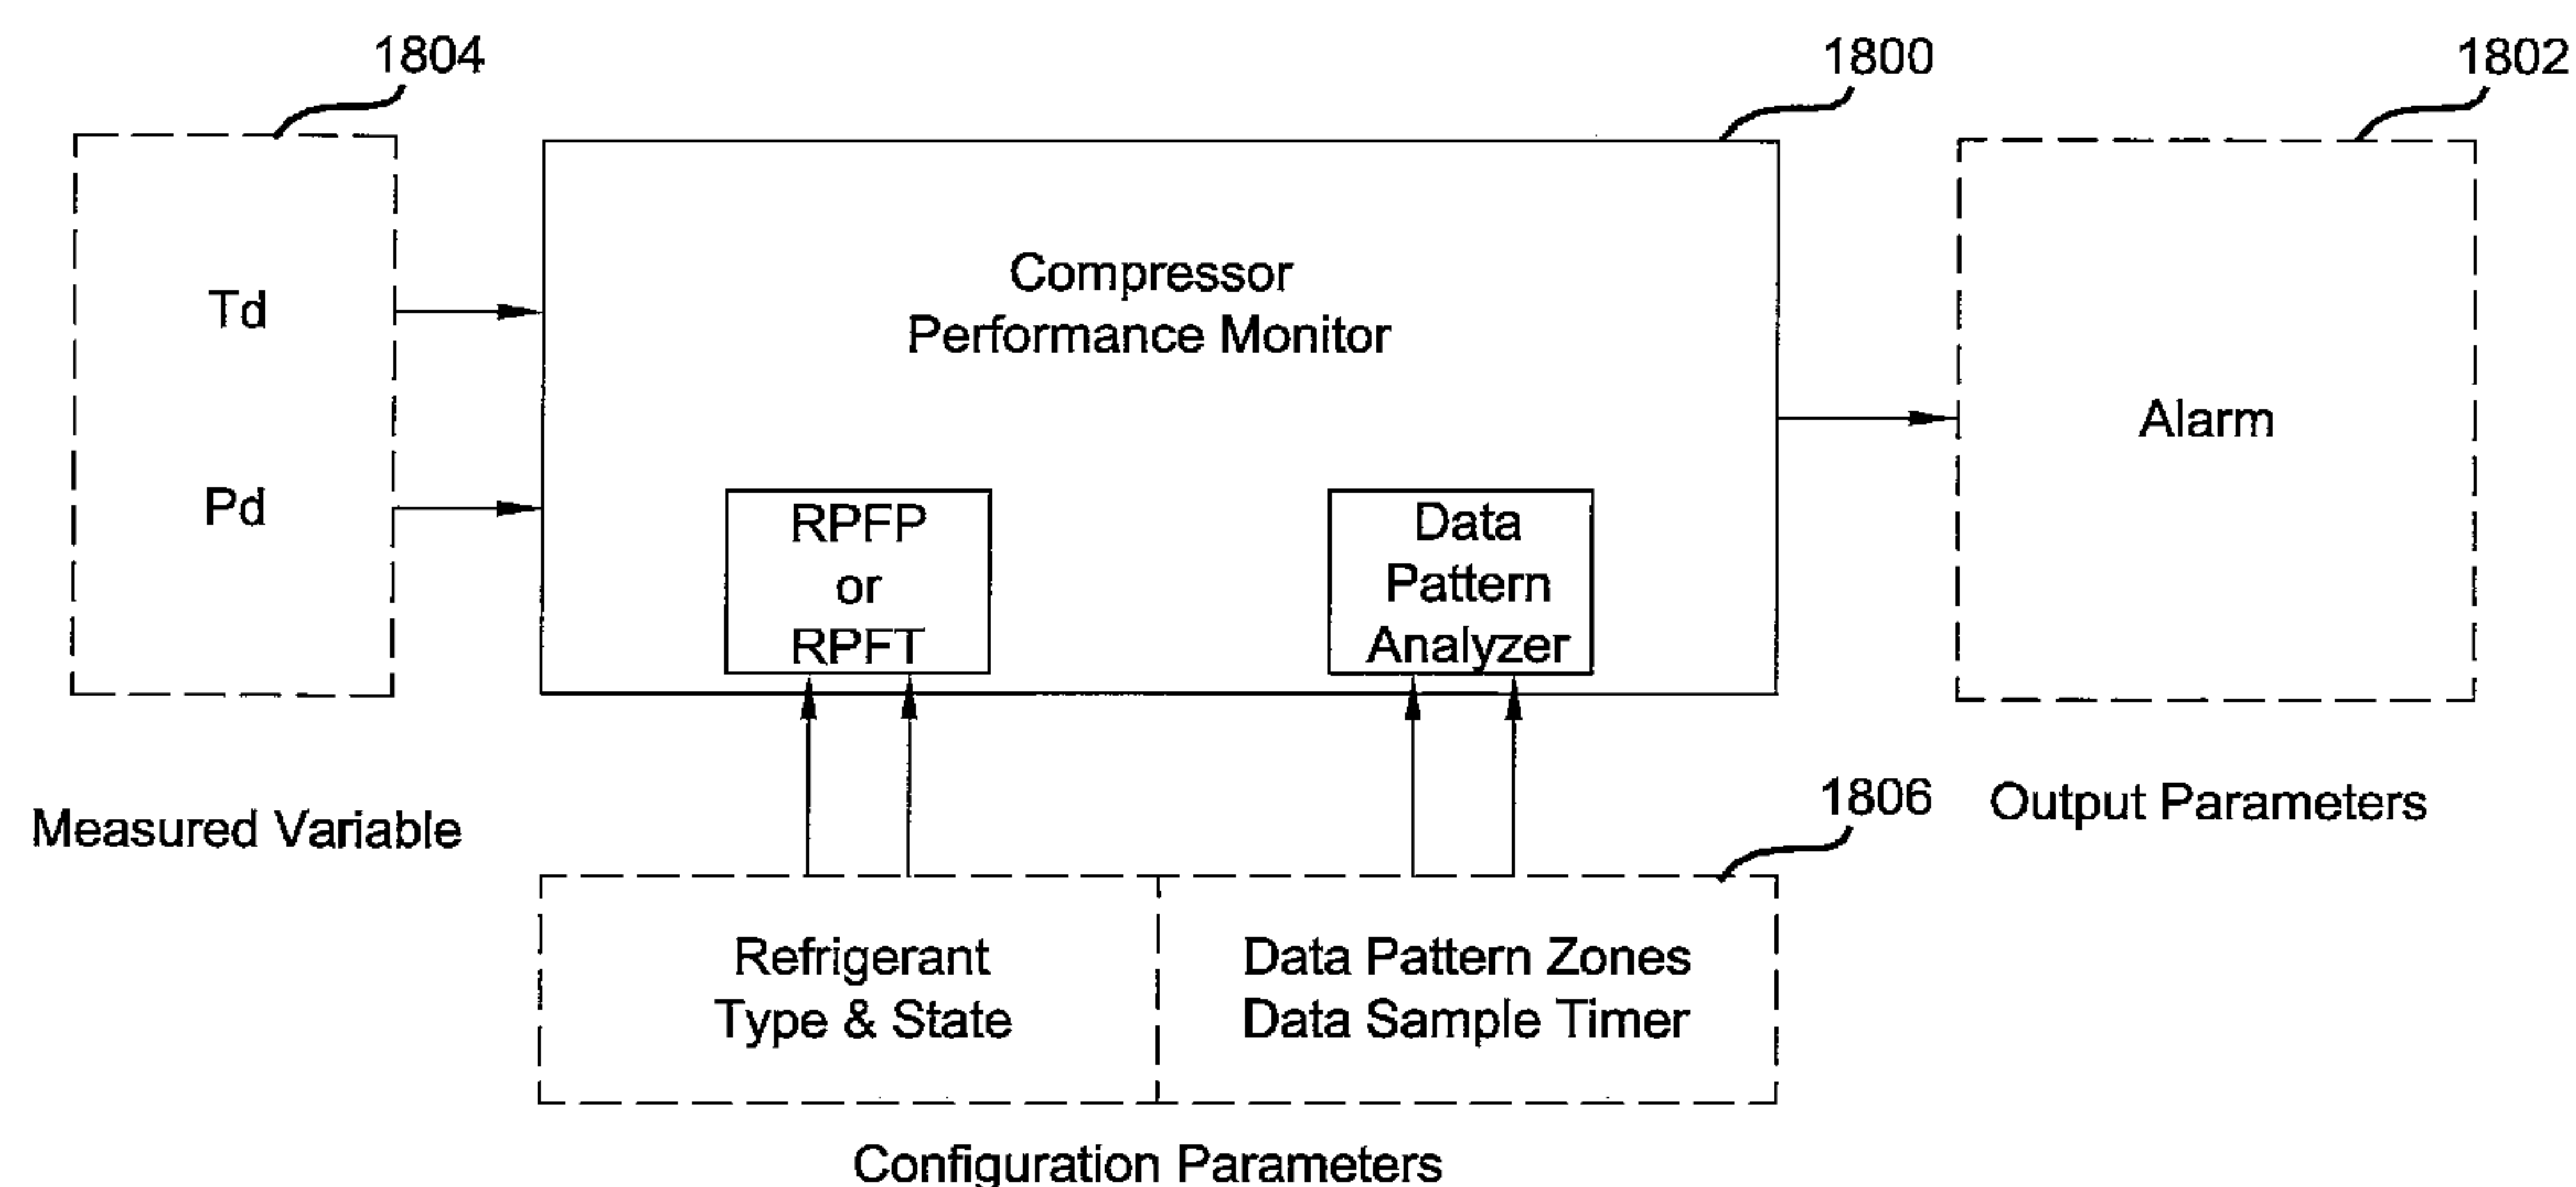 1804
1800
1802
Td
Pd
Compressor
Performance Monitor
RPFP
or
RPFT
Data
Pattern
Analyzer
Alarm
Measured Variable
1806
Output Parameters
Refrigerant
Type & State
Data Pattern Zones
Data Sample Timer
Configuration Parameters